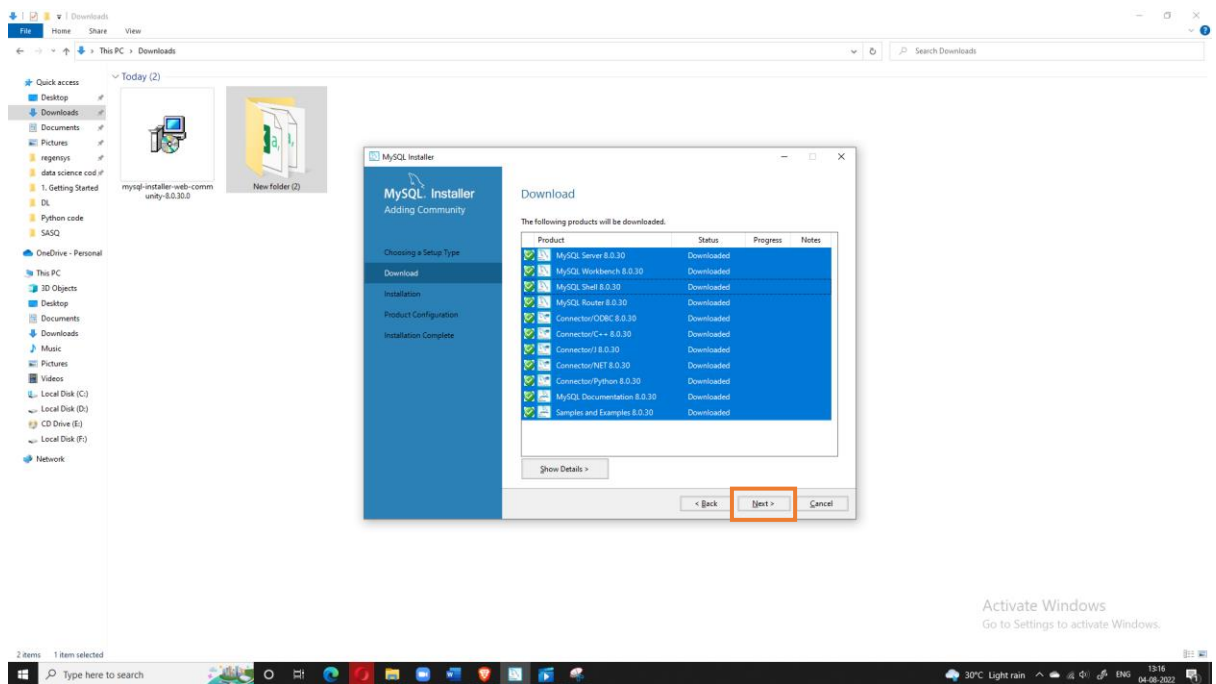 Downloads
File Home Share View
This PC > Downloads
Search Downloads
Quick access
Desktop
Downloads
Documents
Pictures
regensys
data science cod
1. Getting Started
DL
Python code
SASQ
OneDrive - Personal
This PC
3D Objects
Desktop
Documents
Downloads
Music
Pictures
Videos
Local Disk (C:)
Local Disk (D:)
CD Drive (E:)
Local Disk (F:)
Network
Today (2)
mysql-installer-web-comm
unity-8.0.30.0
New folder (2)
MySQL Installer
MySQL. Installer
Adding Community
Choosing a Setup Type
Download
Installation
Product Configuration
Installation Complete
Download
The following products will be downloaded.
Product Status Progress Notes
MySQL Server 8.0.30 Downloaded
MySQL Workbench 8.0.30 Downloaded
MySQL Shell 8.0.30 Downloaded
MySQL Router 8.0.30 Downloaded
Connector/ODBC 8.0.30 Downloaded
Connector/C++ 8.0.30 Downloaded
Connector/J 8.0.30 Downloaded
Connector/NET 8.0.30 Downloaded
Connector/Python 8.0.30 Downloaded
MySQL Documentation 8.0.30 Downloaded
Samples and Examples 8.0.30 Downloaded
Show Details >
< Back Next > Cancel
Activate Windows
Go to Settings to activate Windows.
2 items 1 item selected
Type here to search
30°C Light rain
ENG
13:16
04-08-2022